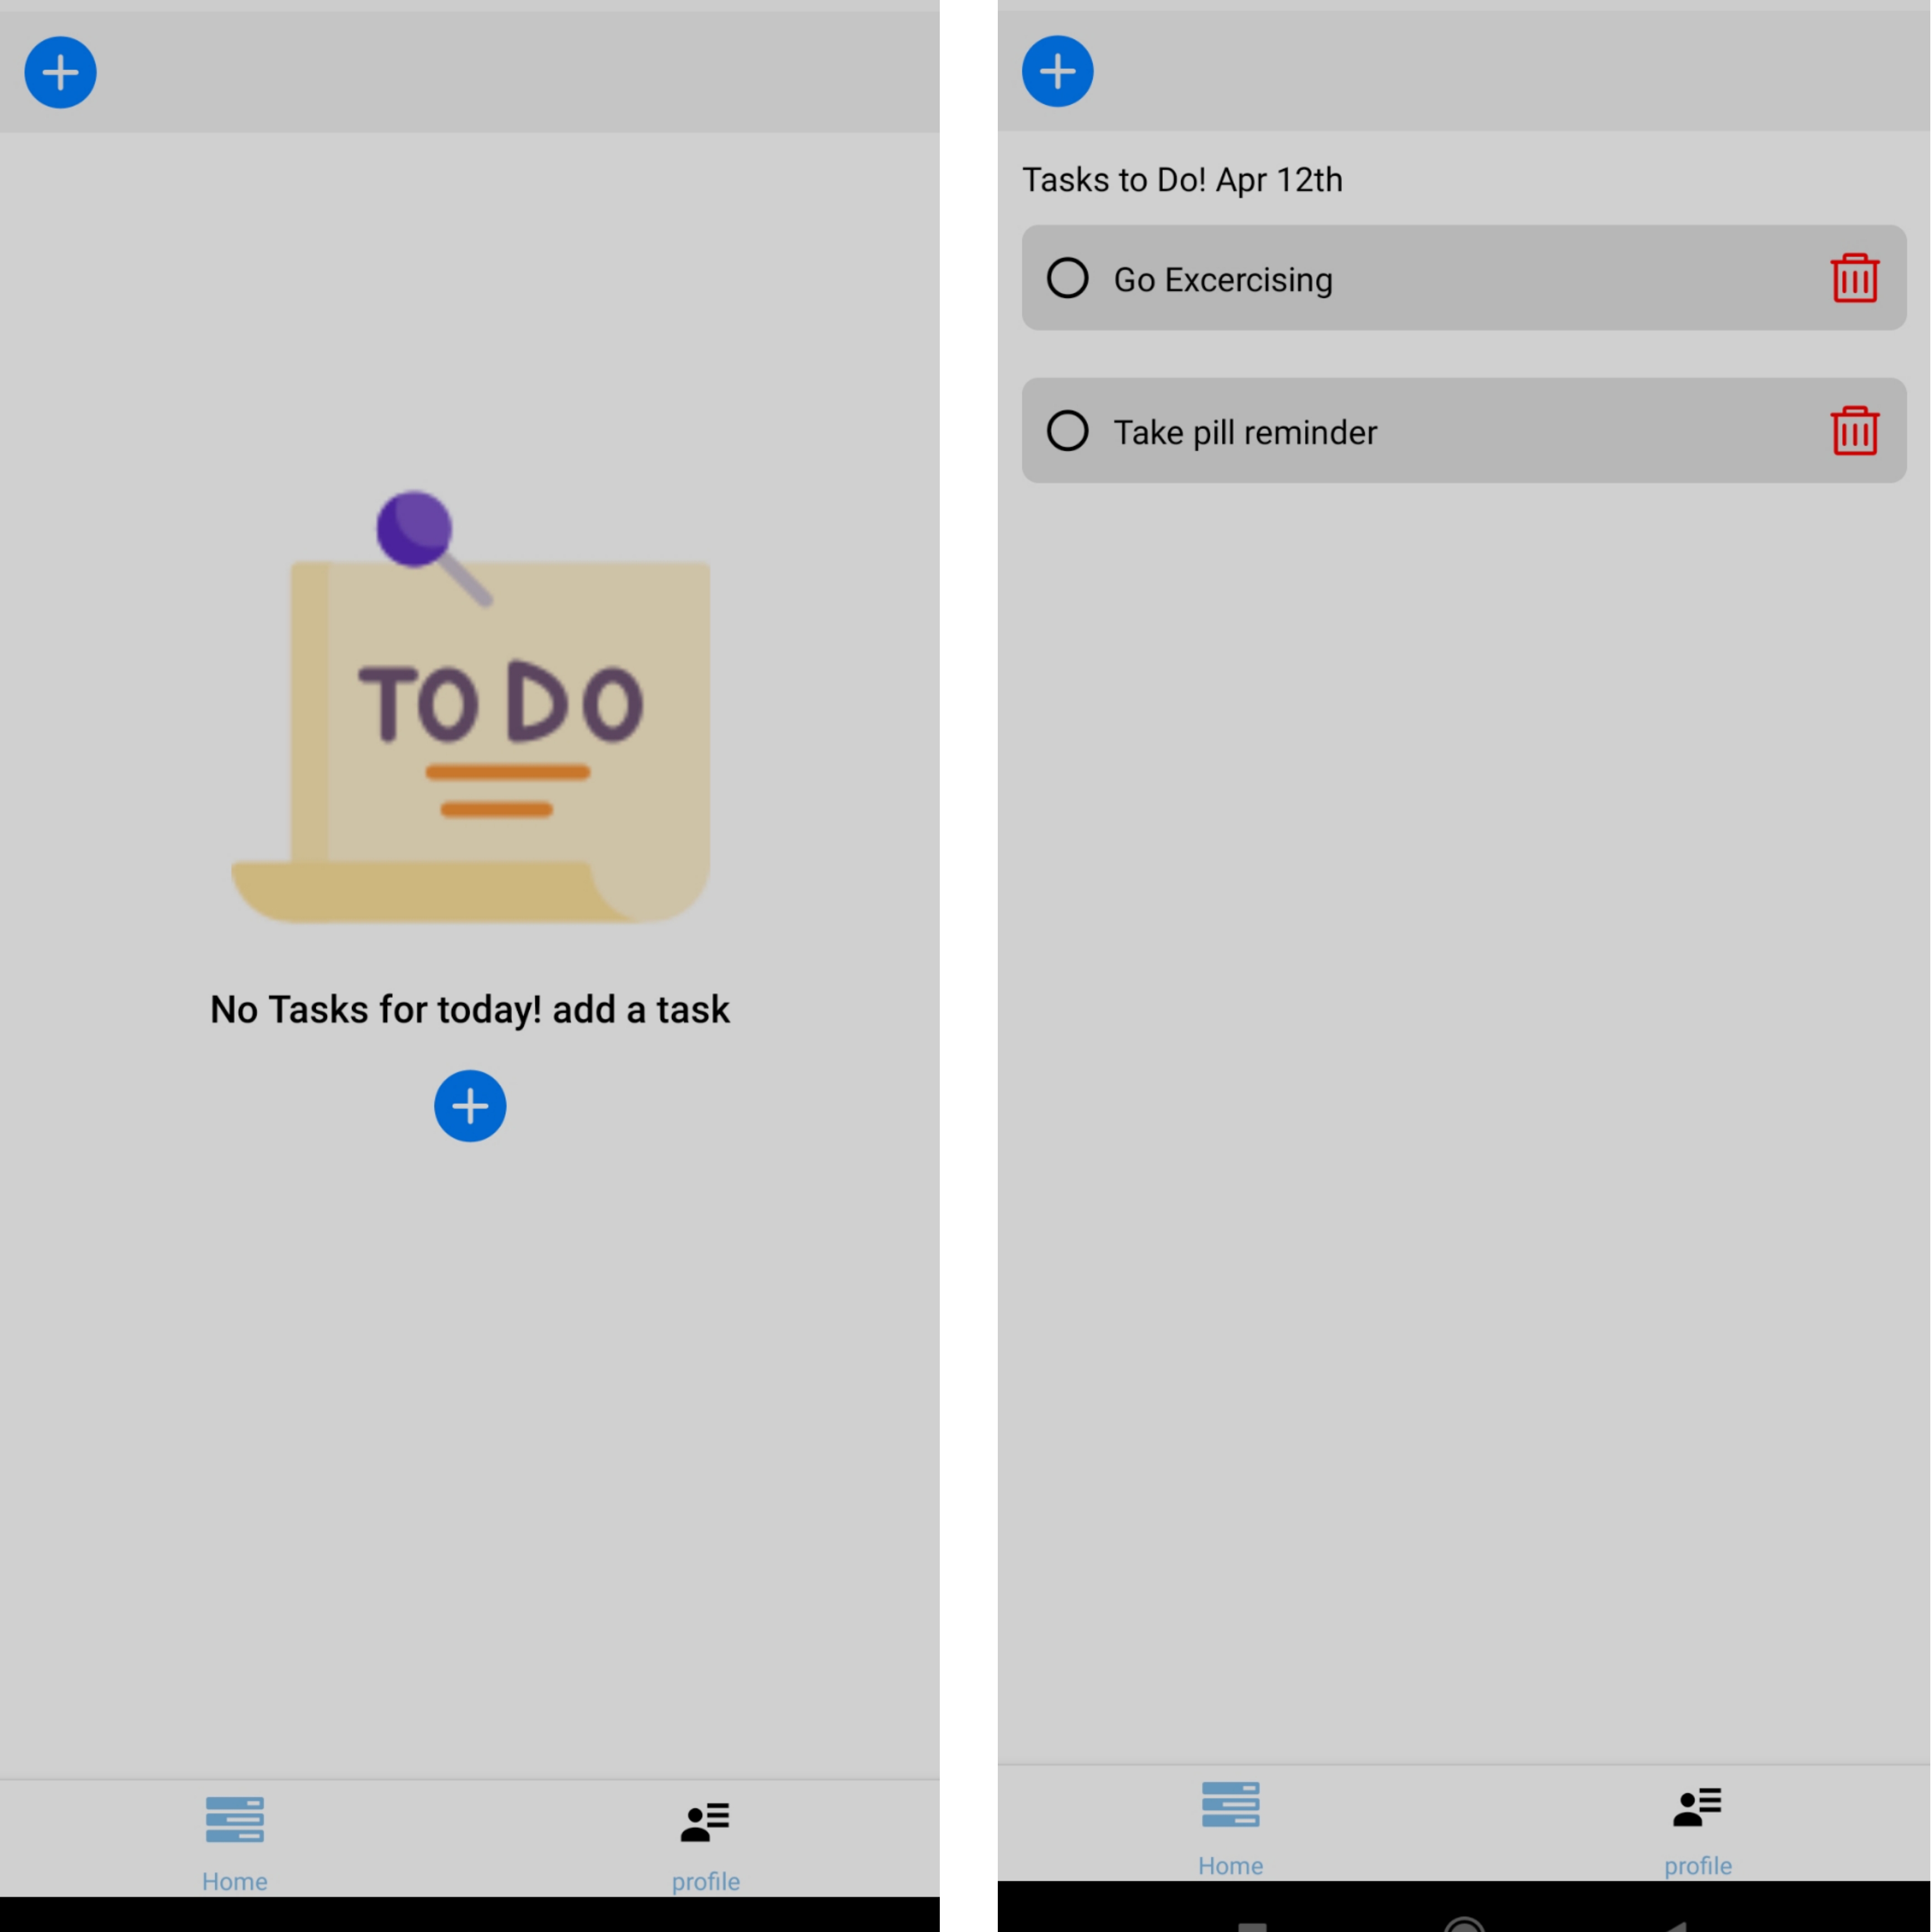 TO DO
No Tasks for today! add a task
Home
profile
Tasks to Do! Apr 12th
Go Excercising
Take pill reminder
Home
profile